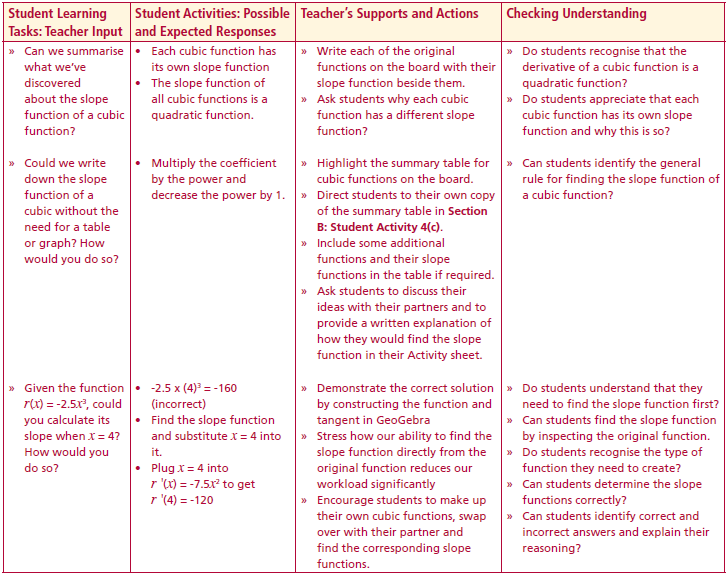 Student Learning
Tasks: Teacher Input
Student Activities: Possible
and Expected Responses
Teacher's Supports and Actions
Checking Understanding
» Can we summarise
what we've
discovered
about the slope
function of a cubic
function?
• Each cubic function has
its own slope function
• The slope function of
all cubic functions is a
quadratic function.
» Write each of the original
functions on the board with their
slope function beside them.
» Ask students why each cubic
function has a different slope
function?
» Do students recognise that the
derivative of a cubic function is a
quadratic function?
» Do students appreciate that each
cubic function has its own slope
function and why this is so?
» Could we write
down the slope
function of a
cubic without the
need for a table
or graph? How
would you do so?
• Multiply the coefficient
by the power and
decrease the power by 1.
» Highlight the summary table for
cubic functions on the board.
» Direct students to their own copy
of the summary table in Section
B: Student Activity 4(c).
» Include some additional
functions and their slope
functions in the table if required.
» Ask students to discuss their
ideas with their partners and to
provide a written explanation of
how they would find the slope
function in their Activity sheet.
» Can students identify the general
rule for finding the slope function of
a cubic function?
» Given the function
r(x) = -2.5x³, could
you calculate its
slope when x = 4?
How would you
do so?
• -2.5 x (4)³ = -160
(incorrect)
• Find the slope function
and substitute x = 4 into
it.
• Plug x = 4 into
r '(x) = -7.5x² to get
r '(4) = -120
» Demonstrate the correct solution
by constructing the function and
tangent in GeoGebra
» Stress how our ability to find the
slope function directly from the
original function reduces our
workload significantly
» Encourage students to make up
their own cubic functions, swap
over with their partner and
find the corresponding slope
functions.
» Do students understand that they
need to find the slope function first?
» Can students find the slope function
by inspecting the original function.
» Do students recognise the type of
function they need to create?
» Can students determine the slope
functions correctly?
» Can students identify correct and
incorrect answers and explain their
reasoning?